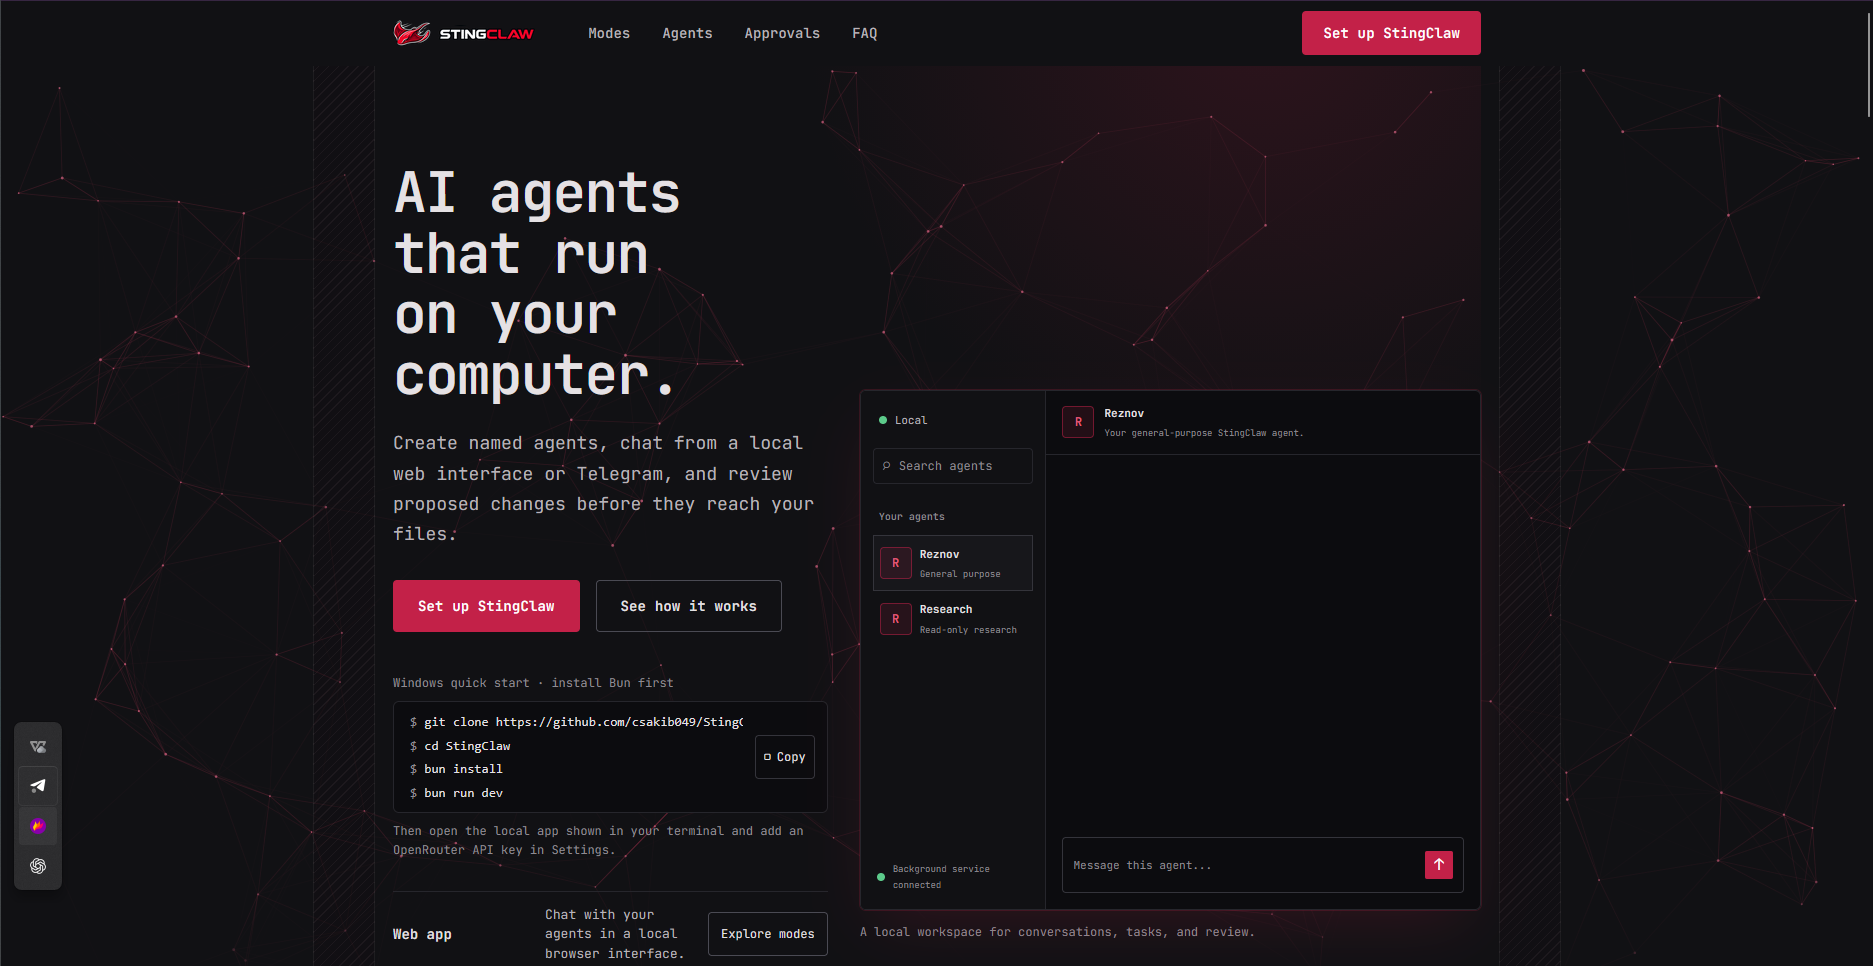 STINGCLAW
Modes
Agents
Approvals
FAQ
Set up StingClaw
AI agents
that run
on your
computer.
Create named agents, chat from a local
web interface or Telegram, and review
proposed changes before they reach your
files.
Set up StingClaw
See how it works
Windows quick start · install Bun first
$ git clone https://github.com/csakib049/Sting
$ cd StingClaw
$ bun install
$ bun run dev
Copy
Then open the local app shown in your terminal and add an
OpenRouter API key in Settings.
Web app
Chat with your
agents in a local
browser interface.
Explore modes
Local
Search agents
Your agents
R
Reznov
General purpose
R
Research
Read-only research
Background service
connected
R
Reznov
Your general-purpose StingClaw agent.
Message this agent...
A local workspace for conversations, tasks, and review.